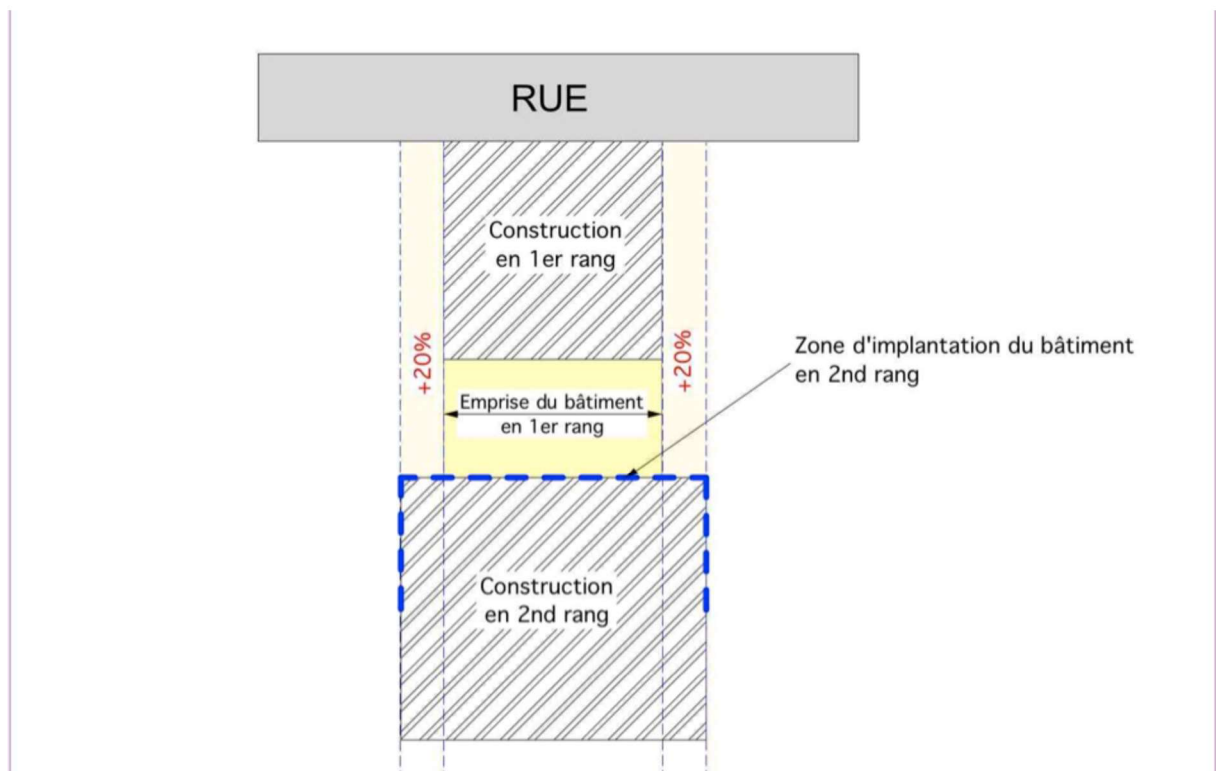 RUE
Construction
en 1er rang
+20%
+20%
Zone d'implantation du bâtiment
en 2nd rang
Emprise du bâtiment
en 1er rang
Construction
en 2nd rang